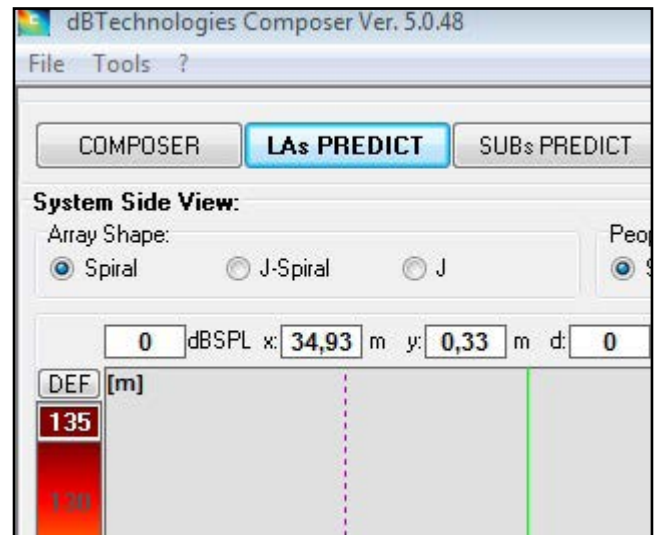 dBTechnologies Composer Ver. 5.0.48
File Tools ?
COMPOSER LAs PREDICT SUBs PREDICT
System Side View:
Array Shape:
Spiral J-Spiral J
0 dBSPL x: 34,93 m y: 0,33 m d: 0
DEF [m]
135
130